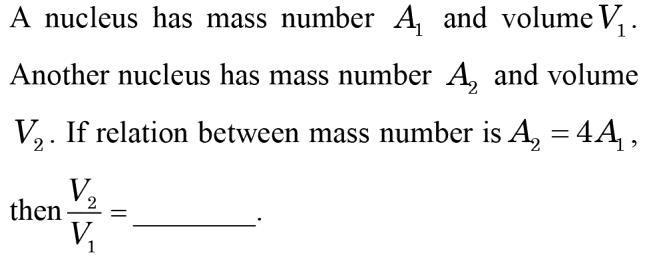 A nucleus has mass number A₁ and volume V₁.
Another nucleus has mass number A₂ and volume
V₂. If relation between mass number is A₂ = 4A₁,
then V₂/V₁ = ________.